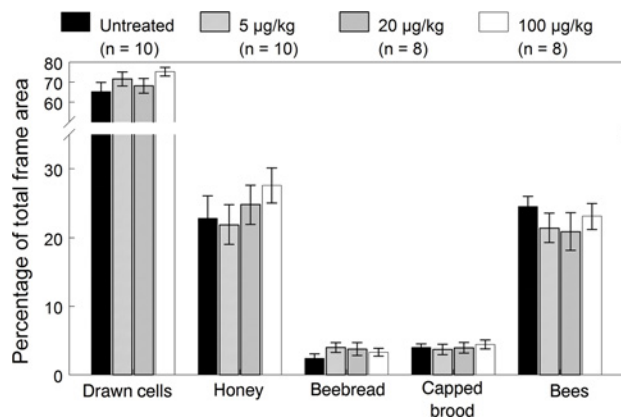 Untreated 5 µg/kg 20 µg/kg 100 µg/kg
(n = 10) (n = 10) (n = 8) (n = 8)
Percentage of total frame area
80
70
60
30
20
10
0
Drawn cells Honey Beebread Capped brood Bees